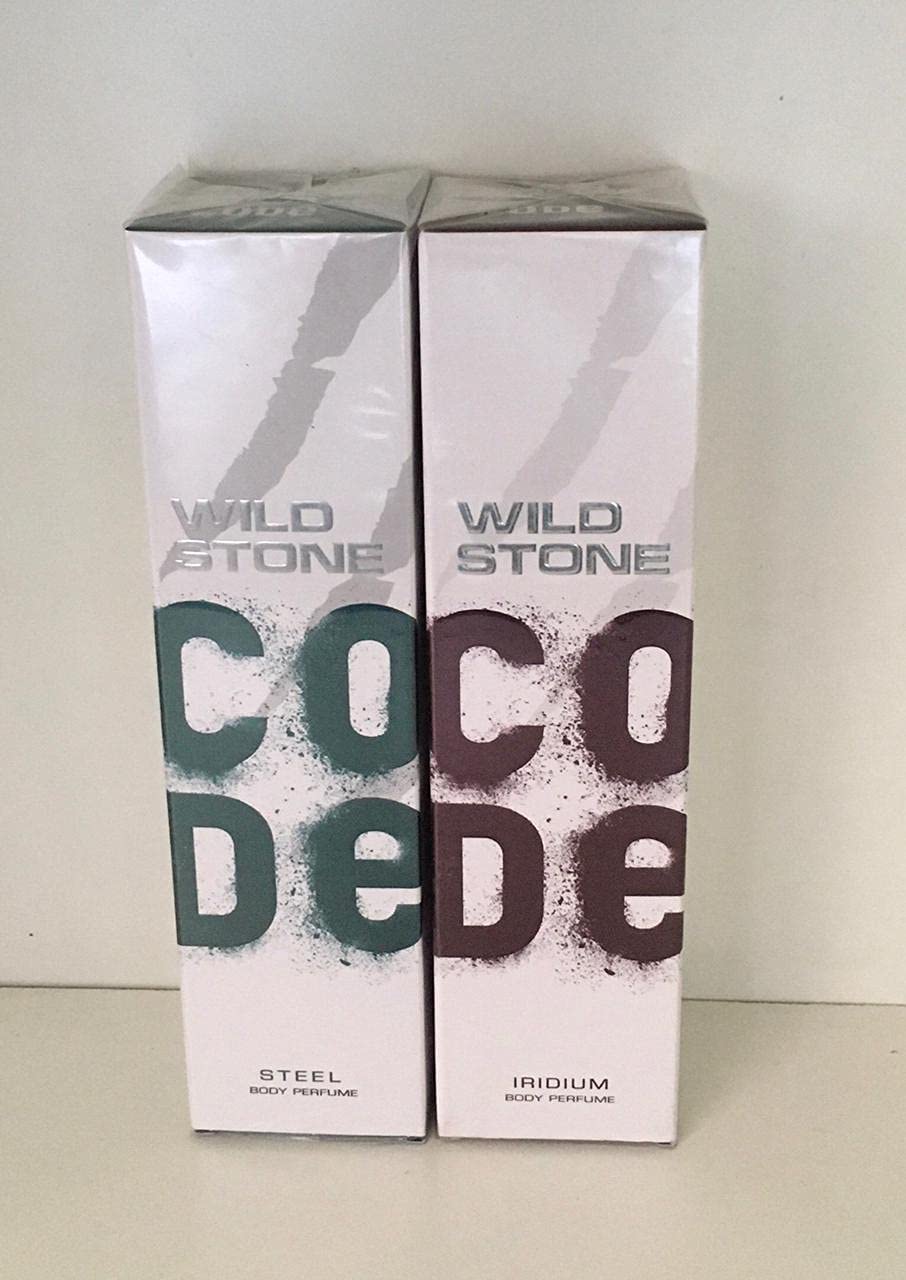 WILD
STONE
CO
De
STEEL
BODY PERFUME
WILD
STONE
CO
De
IRIDIUM
BODY PERFUME